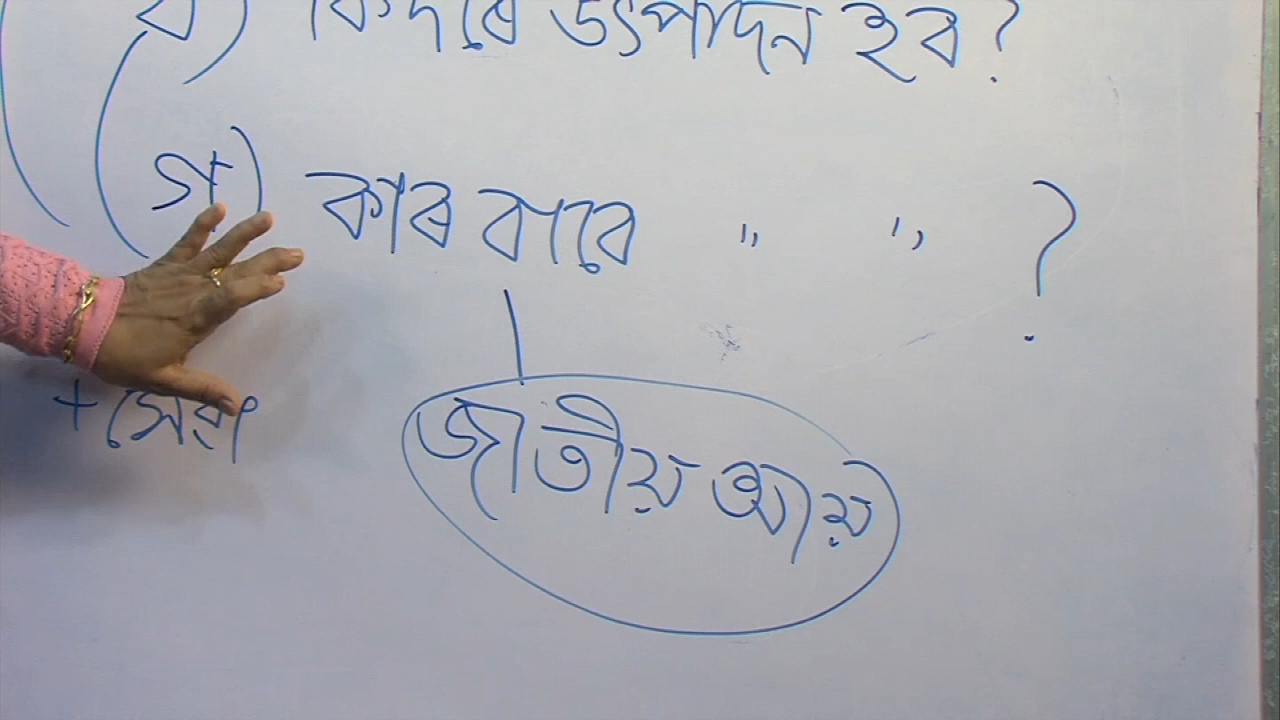 খ) কিদৰে উৎপাদন হব?
গ) কাৰ বাবে " " ?
+ সেৱা
জাতীয় আয়